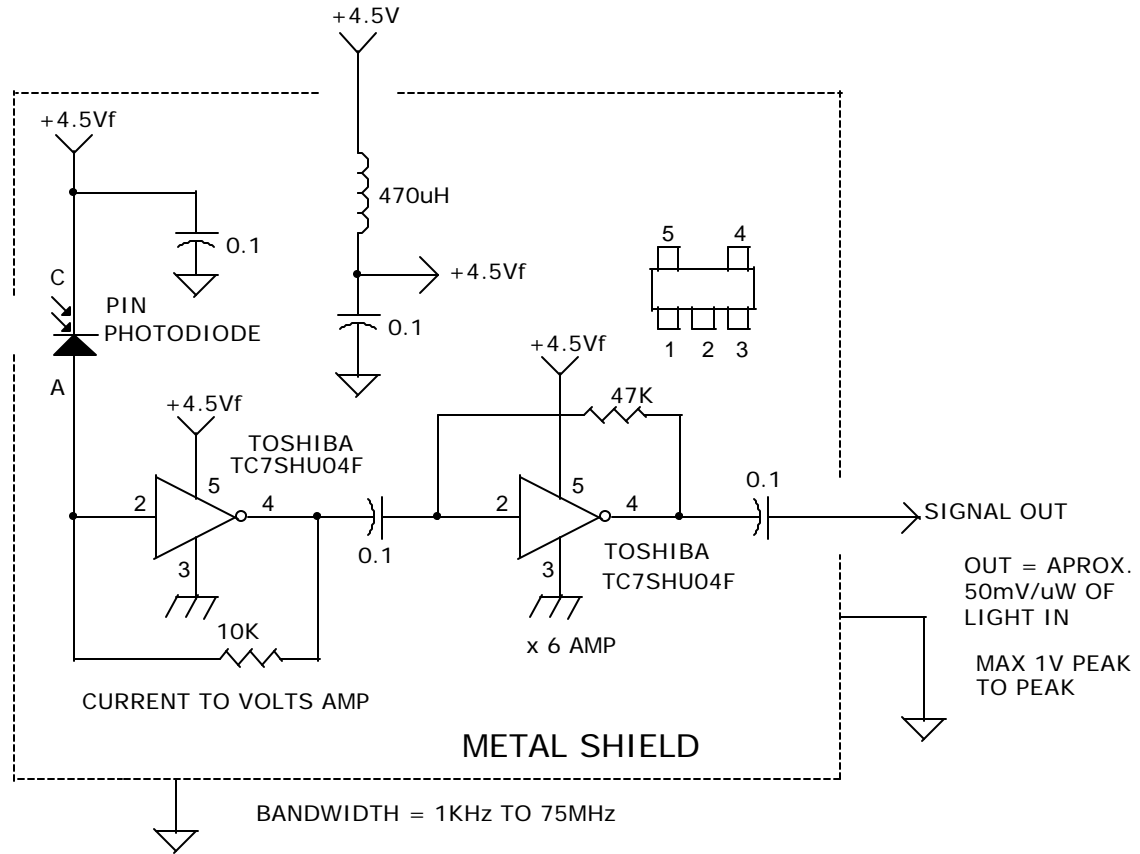 +4.5V
+4.5Vf
470uH
0.1
5 4
+4.5Vf
C
PIN
PHOTODIODE
0.1
1 2 3
+4.5Vf
A
47K
+4.5Vf
TOSHIBA
TC7SHU04F
0.1
2
5
4
2
5
4
SIGNAL OUT
0.1
3
3
TOSHIBA
TC7SHU04F
OUT = APROX.
50mV/uW OF
LIGHT IN
10K
x 6 AMP
MAX 1V PEAK
TO PEAK
CURRENT TO VOLTS AMP
METAL SHIELD
BANDWIDTH = 1KHz TO 75MHz